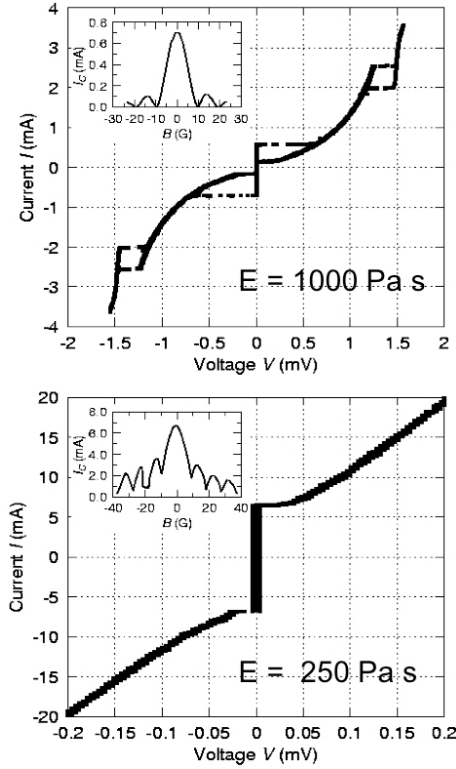 4
3
2
1
0
-1
-2
-3
-4
Current I (mA)
0.8
0.6
0.4
0.2
0.0
I_C (mA)
-30 -20 -10 0 10 20 30
B (G)
E = 1000 Pa s
-2 -1.5 -1 -0.5 0 0.5 1 1.5 2
Voltage V (mV)
20
15
10
5
0
-5
-10
-15
-20
Current I (mA)
8.0
6.0
4.0
2.0
0.0
I_C (mA)
-40 -20 0 20 40
B (G)
E = 250 Pa s
-0.2 -0.15 -0.1 -0.05 0 0.05 0.1 0.15 0.2
Voltage V (mV)